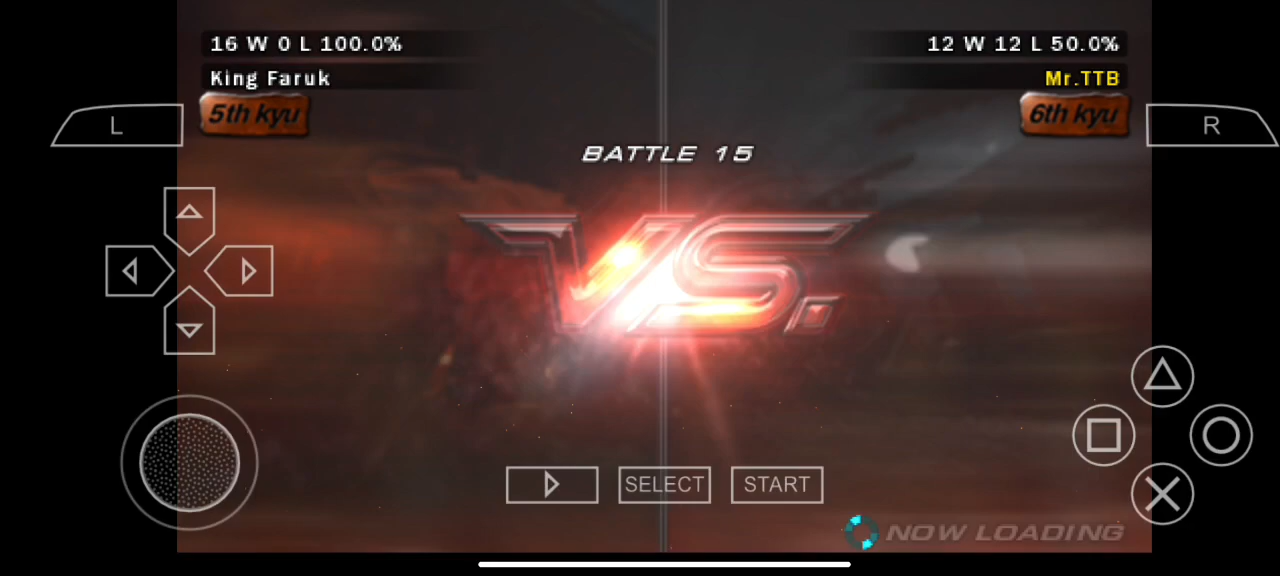 16 W 0 L 100.0%
12 W 12 L 50.0%
King Faruk
Mr.TTB
5th kyu
6th kyu
L
R
BATTLE 15
VS.
SELECT
START
NOW LOADING